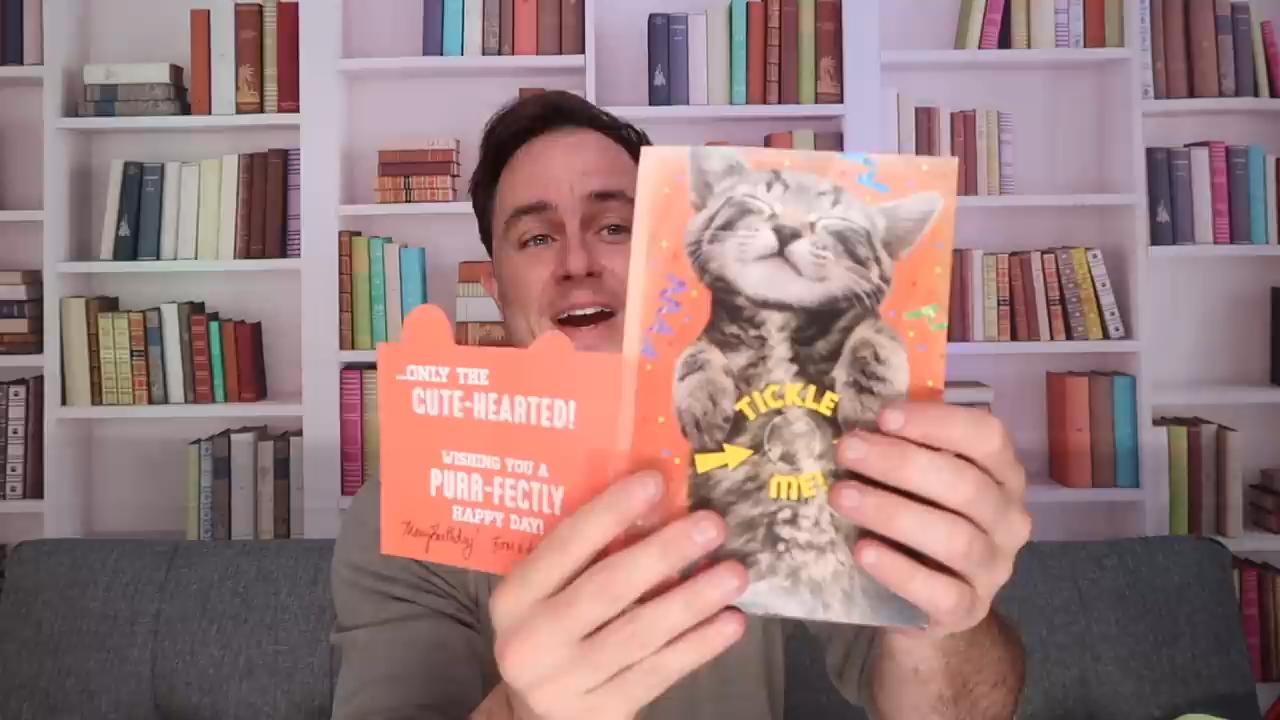 ...ONLY THE
CUTE-HEARTED!
WISHING YOU A
PURR-FECTLY
HAPPY DAY!
TICKLE
ME!